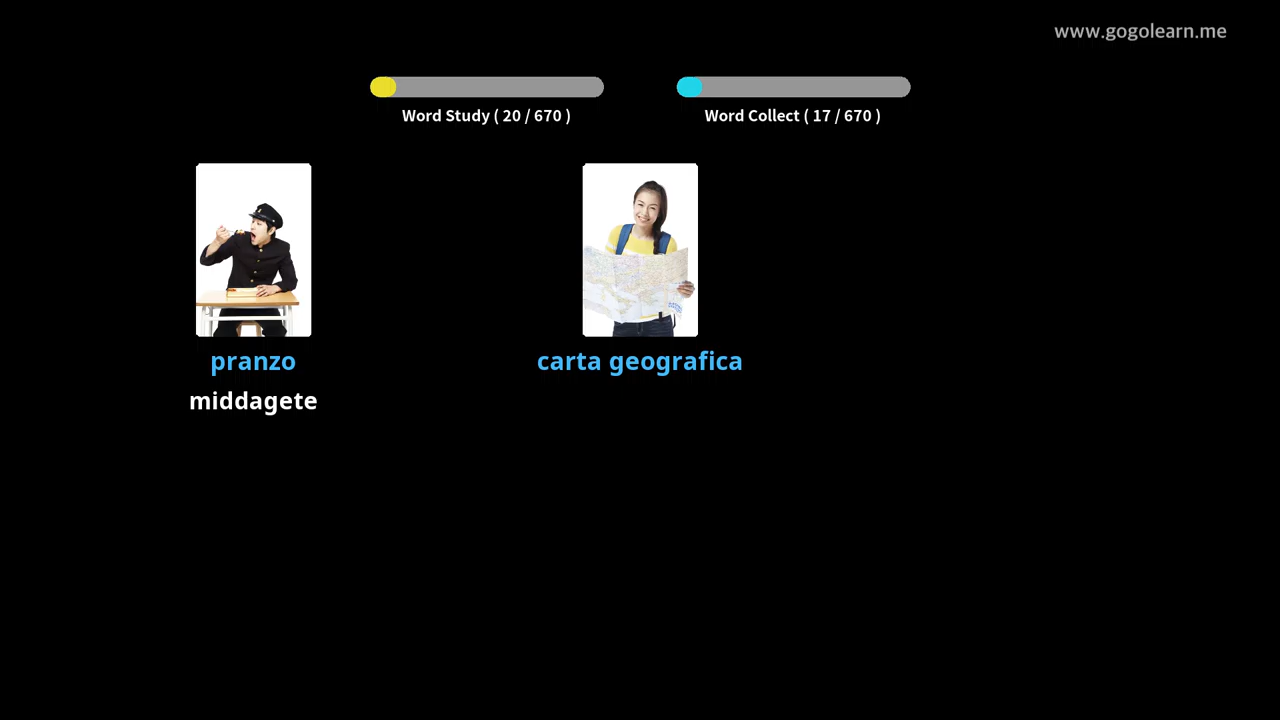 www.gogolearn.me
Word Study ( 20 / 670 )
Word Collect ( 17 / 670 )
pranzo
middagete
carta geografica